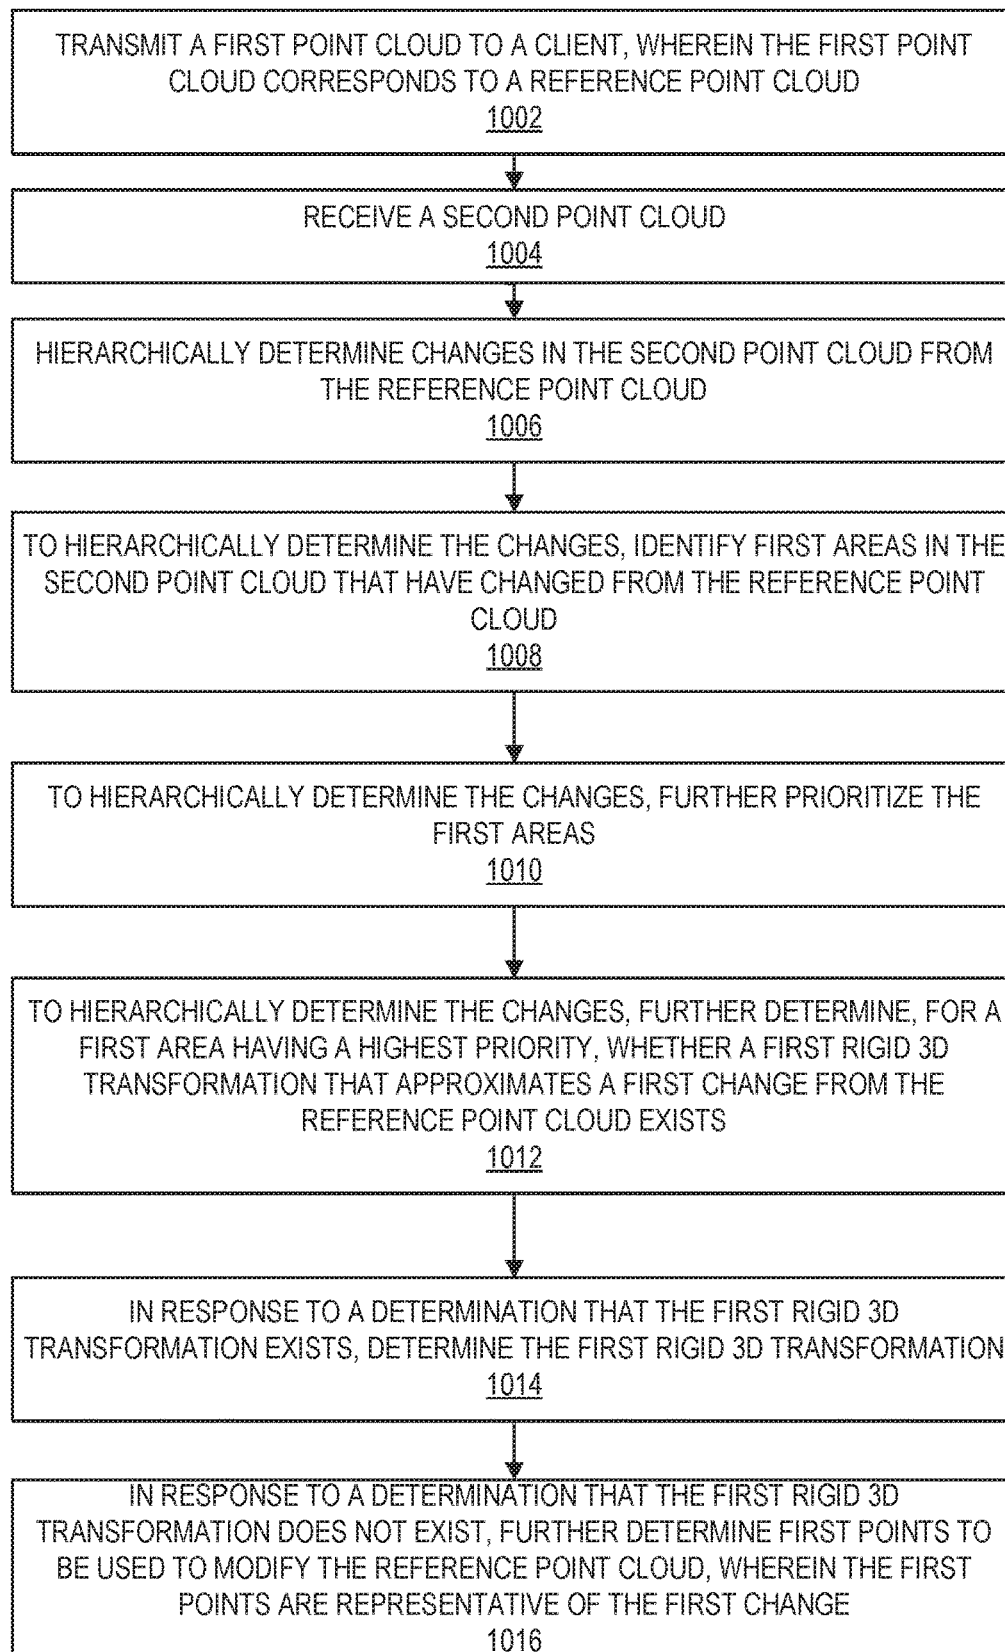 TRANSMIT A FIRST POINT CLOUD TO A CLIENT, WHEREIN THE FIRST POINT
CLOUD CORRESPONDS TO A REFERENCE POINT CLOUD
1002
RECEIVE A SECOND POINT CLOUD
1004
HIERARCHICALLY DETERMINE CHANGES IN THE SECOND POINT CLOUD FROM
THE REFERENCE POINT CLOUD
1006
TO HIERARCHICALLY DETERMINE THE CHANGES, IDENTIFY FIRST AREAS IN THE
SECOND POINT CLOUD THAT HAVE CHANGED FROM THE REFERENCE POINT
CLOUD
1008
TO HIERARCHICALLY DETERMINE THE CHANGES, FURTHER PRIORITIZE THE
FIRST AREAS
1010
TO HIERARCHICALLY DETERMINE THE CHANGES, FURTHER DETERMINE, FOR A
FIRST AREA HAVING A HIGHEST PRIORITY, WHETHER A FIRST RIGID 3D
TRANSFORMATION THAT APPROXIMATES A FIRST CHANGE FROM THE
REFERENCE POINT CLOUD EXISTS
1012
IN RESPONSE TO A DETERMINATION THAT THE FIRST RIGID 3D
TRANSFORMATION EXISTS, DETERMINE THE FIRST RIGID 3D TRANSFORMATION
1014
IN RESPONSE TO A DETERMINATION THAT THE FIRST RIGID 3D
TRANSFORMATION DOES NOT EXIST, FURTHER DETERMINE FIRST POINTS TO
BE USED TO MODIFY THE REFERENCE POINT CLOUD, WHEREIN THE FIRST
POINTS ARE REPRESENTATIVE OF THE FIRST CHANGE
1016